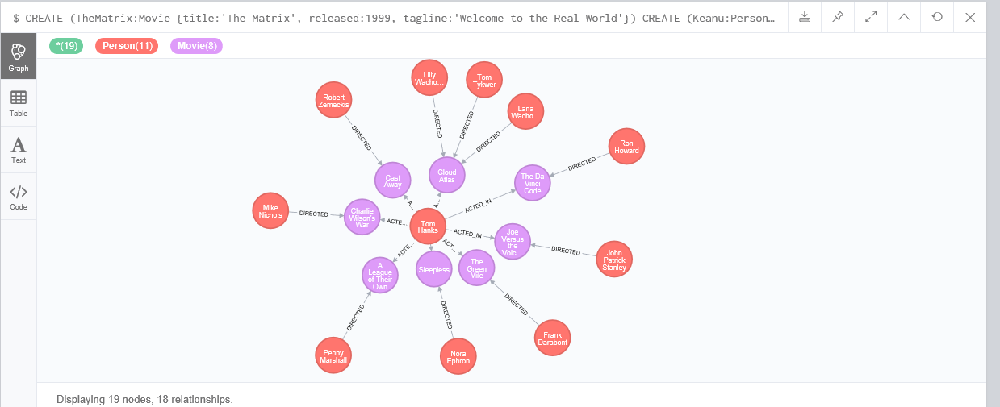 $ CREATE (TheMatrix:Movie {title:'The Matrix', released:1999, tagline:'Welcome to the Real World'}) CREATE (Keanu:Person…
*(19) Person(11) Movie(8)
Graph
Table
Text
Code
Lilly
Wacho…
Tom
Tykwer
Robert
Zemeckis
Lana
Wacho…
DIRECTED
DIRECTED
DIRECTED
DIRECTED
Ron
Howard
DIRECTED
Cast
Away
Cloud
Atlas
The Da
Vinci
Code
A…
A…
ACTED_IN
Mike
Nichols
DIRECTED
Charlie
Wilson's
War
ACTE…
Tom
Hanks
ACTED_IN
Joe
Versus
the
Volc…
DIRECTED
John
Patrick
Stanley
ACTE…
ACT…
A
League
of Their
Own
Sleepless
The
Green
Mile
DIRECTED
DIRECTED
DIRECTED
Penny
Marshall
Nora
Ephron
Frank
Darabont
Displaying 19 nodes, 18 relationships.